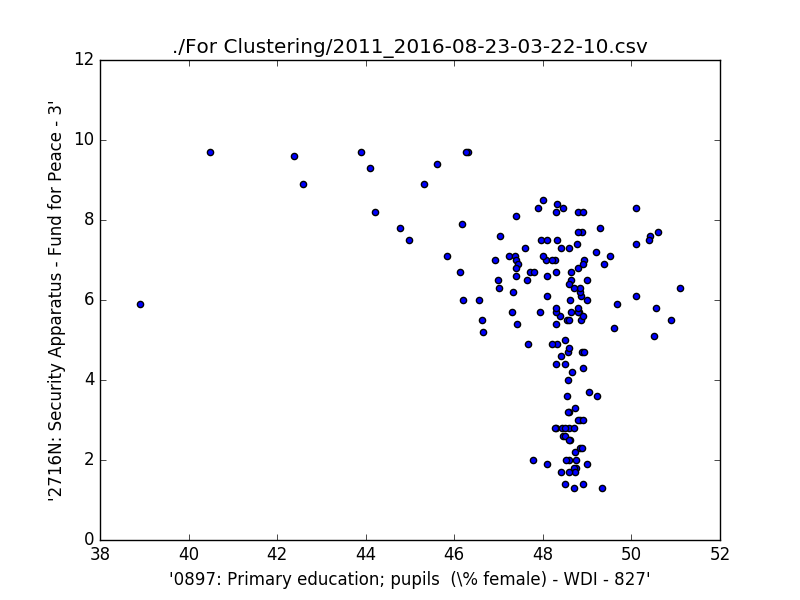 ./For Clustering/2011_2016-08-23-03-22-10.csv
'2716N: Security Apparatus - Fund for Peace - 3'
12
10
8
6
4
2
0
38 40 42 44 46 48 50 52
'0897: Primary education; pupils  (\% female) - WDI - 827'